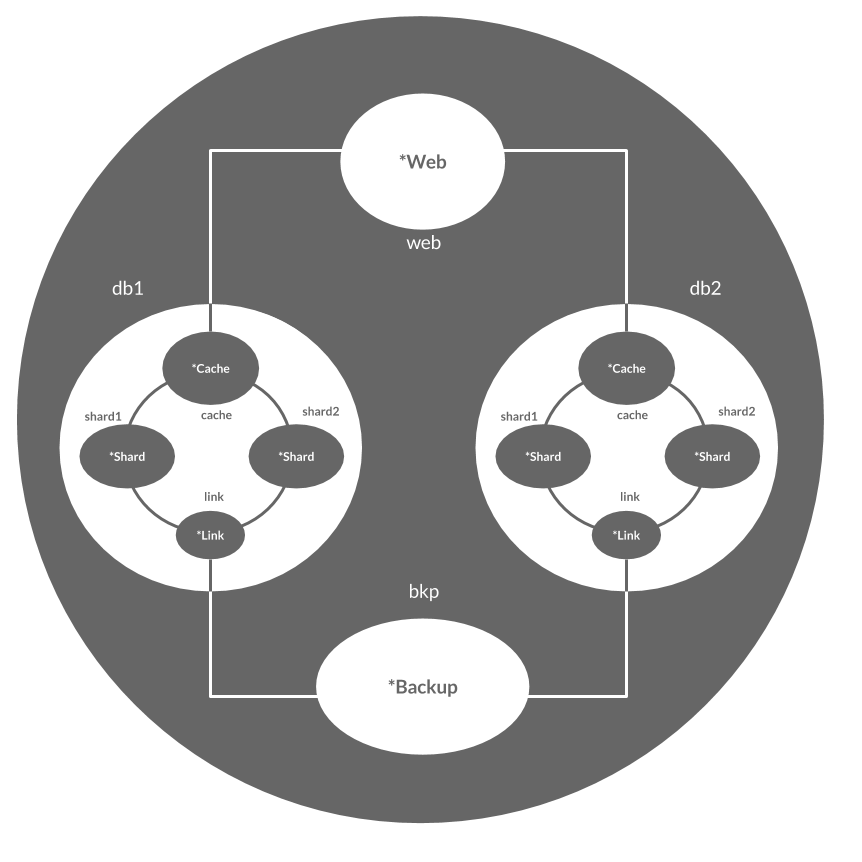 *Web
web
db1
db2
*Cache
cache
shard1
shard2
*Shard
*Shard
link
*Link
*Cache
cache
shard1
shard2
*Shard
*Shard
link
*Link
bkp
*Backup